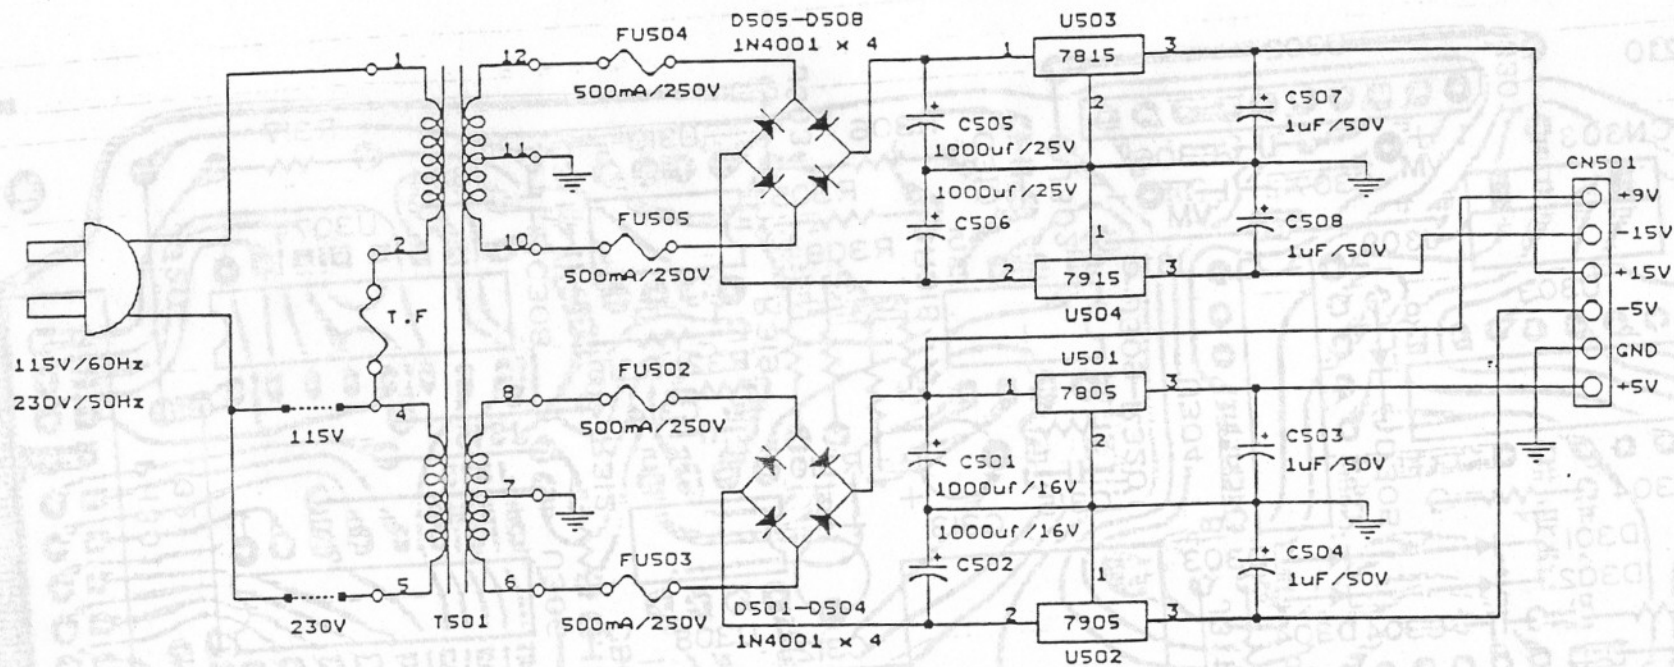 D505-D508
1N4001 x 4
FU504
500mA/250V
1
12
11
2
10
FU505
500mA/250V
1
U503
7815
3
2
C505
1000uf/25V
1000uf/25V
C506
C507
1uF/50V
C508
1uF/50V
1
2
7915
3
U504
CN501
+9V
-15V
+15V
-5V
GND
+5V
T.F
115V/60Hz
230V/50Hz
115V
4
8
FU502
500mA/250V
7
5
6
FU503
500mA/250V
230V
T501
D501-D504
1N4001 x 4
U501
1
7805
3
2
C501
1000uf/16V
1000uf/16V
C502
C503
1uF/50V
C504
1uF/50V
1
2
7905
3
U502